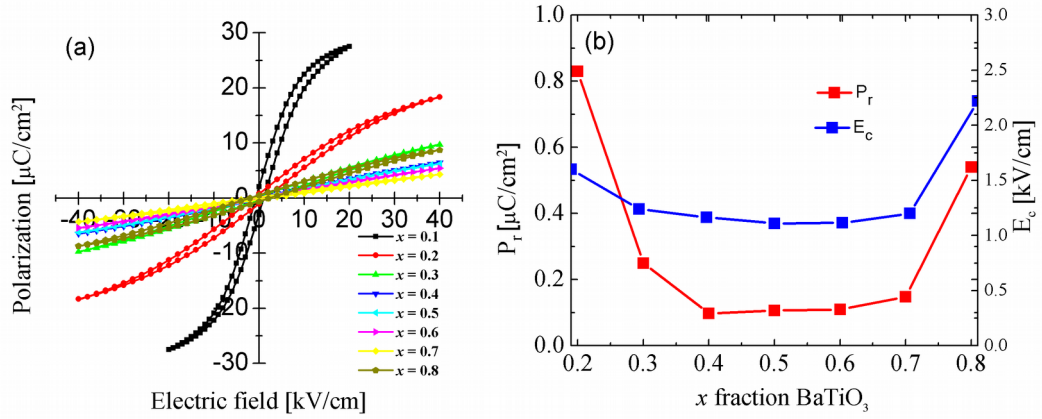 (a)
Polarization [μC/cm²]
30
20
10
0
-10
-20
-30
-40 -30 -20 -10 0 10 20 30 40
Electric field [kV/cm]
x = 0.1
x = 0.2
x = 0.3
x = 0.4
x = 0.5
x = 0.6
x = 0.7
x = 0.8
(b)
Pr [μC/cm²]
1.0
0.8
0.6
0.4
0.2
0.0
0.2 0.3 0.4 0.5 0.6 0.7 0.8
x fraction BaTiO₃
Pr
Ec
3.0
2.5
2.0
1.5
1.0
0.5
0.0
Ec [kV/cm]